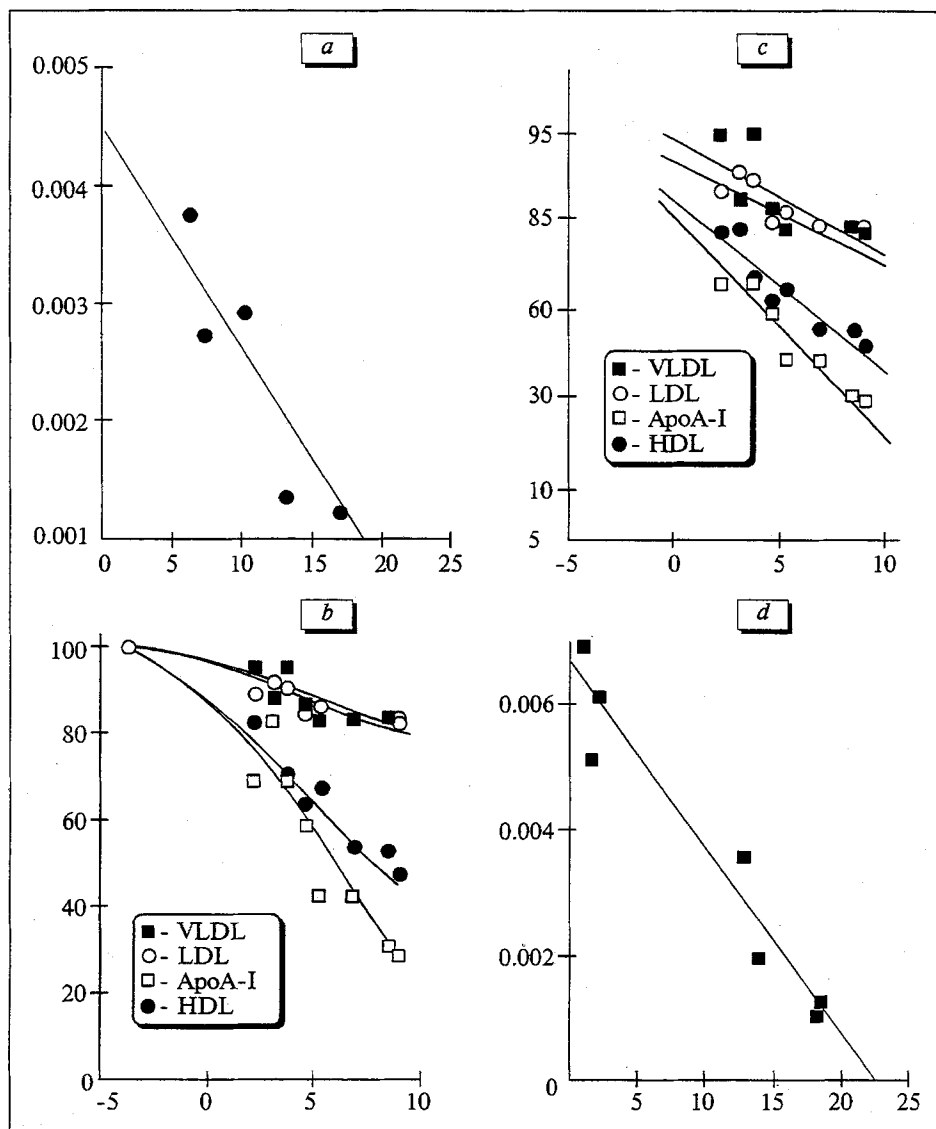 a
0.005
0.004
0.003
0.002
0.001
0 5 10 15 20 25
c
95
85
60
30
10
5
-5 0 5 10
■ - VLDL
○ - LDL
□ - ApoA-I
● - HDL
b
100
80
60
40
20
0
-5 0 5 10
■ - VLDL
○ - LDL
□ - ApoA-I
● - HDL
d
0.006
0.004
0.002
0
5 10 15 20 25